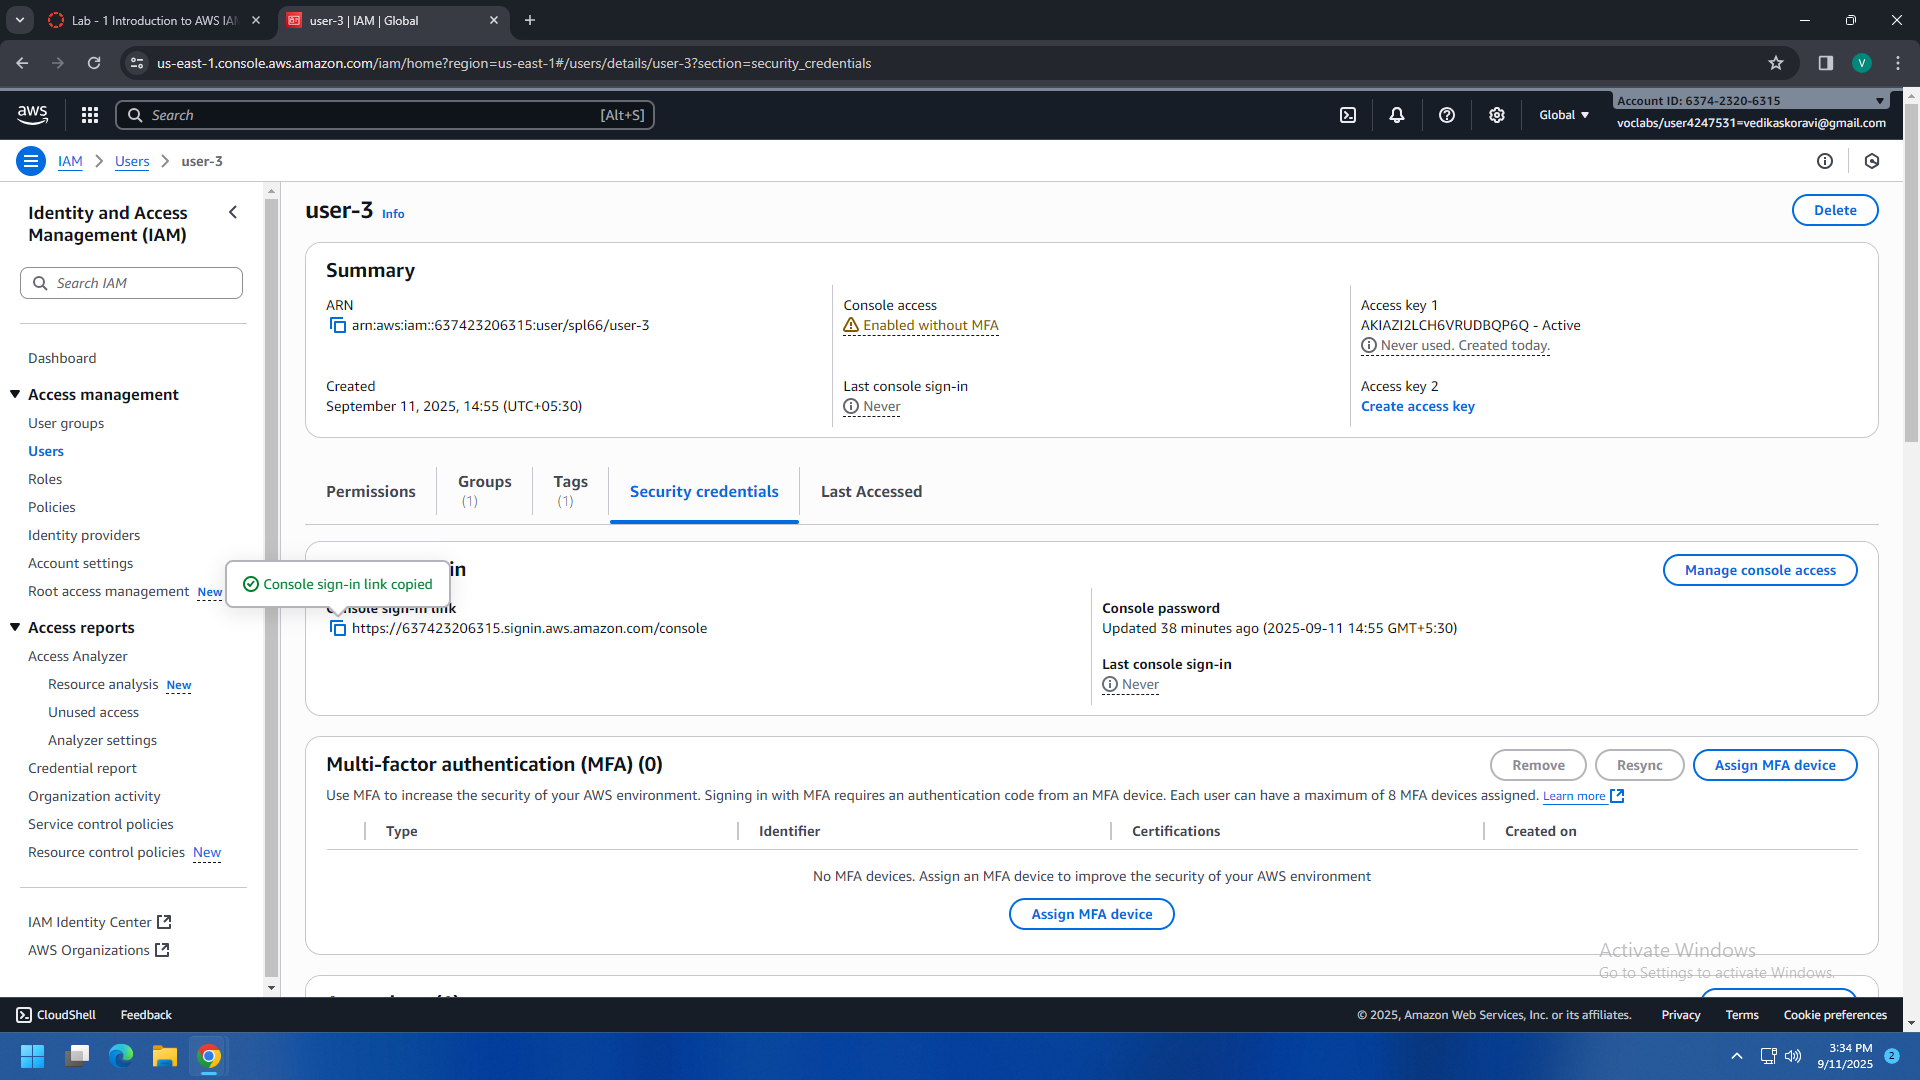 Lab - 1 Introduction to AWS IAM
user-3 | IAM | Global
us-east-1.console.aws.amazon.com/iam/home?region=us-east-1#/users/details/user-3?section=security_credentials
V
aws
Search
[Alt+S]
Global
Account ID: 6374-2320-6315
voclabs/user4247531=vedikaskoravi@gmail.com
IAM
Users
user-3
Identity and Access
Management (IAM)
Search IAM
Dashboard
Access management
User groups
Users
Roles
Policies
Identity providers
Account settings
Root access management New
Access reports
Access Analyzer
Resource analysis New
Unused access
Analyzer settings
Credential report
Organization activity
Service control policies
Resource control policies New
IAM Identity Center
AWS Organizations
user-3 Info
Delete
Summary
ARN
arn:aws:iam::637423206315:user/spl66/user-3
Created
September 11, 2025, 14:55 (UTC+05:30)
Console access
Enabled without MFA
Last console sign-in
Never
Access key 1
AKIAZI2LCH6VRUDBQP6Q - Active
Never used. Created today.
Access key 2
Create access key
Permissions
Groups
(1)
Tags
(1)
Security credentials
Last Accessed
in
Manage console access
Console sign-in link copied
Console sign-in link
https://637423206315.signin.aws.amazon.com/console
Console password
Updated 38 minutes ago (2025-09-11 14:55 GMT+5:30)
Last console sign-in
Never
Multi-factor authentication (MFA) (0)
Remove
Resync
Assign MFA device
Use MFA to increase the security of your AWS environment. Signing in with MFA requires an authentication code from an MFA device. Each user can have a maximum of 8 MFA devices assigned. Learn more
Type
Identifier
Certifications
Created on
No MFA devices. Assign an MFA device to improve the security of your AWS environment
Assign MFA device
Activate Windows
Go to Settings to activate Windows.
CloudShell
Feedback
© 2025, Amazon Web Services, Inc. or its affiliates.
Privacy
Terms
Cookie preferences
3:34 PM
9/11/2025
2